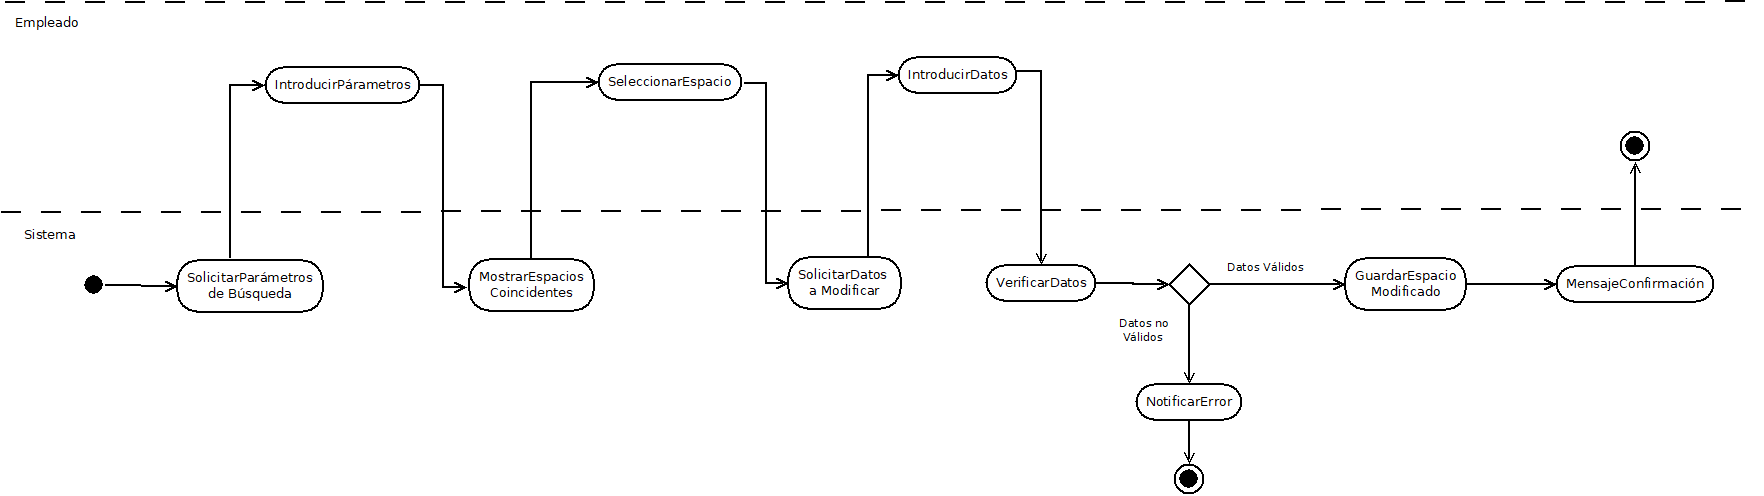 Empleado
IntroducirPárametros
SeleccionarEspacio
IntroducirDatos
Sistema
SolicitarParámetros
de Búsqueda
MostrarEspacios
Coincidentes
SolicitarDatos
a Modificar
VerificarDatos
Datos Válidos
GuardarEspacio
Modificado
MensajeConfirmación
Datos no
Válidos
NotificarError